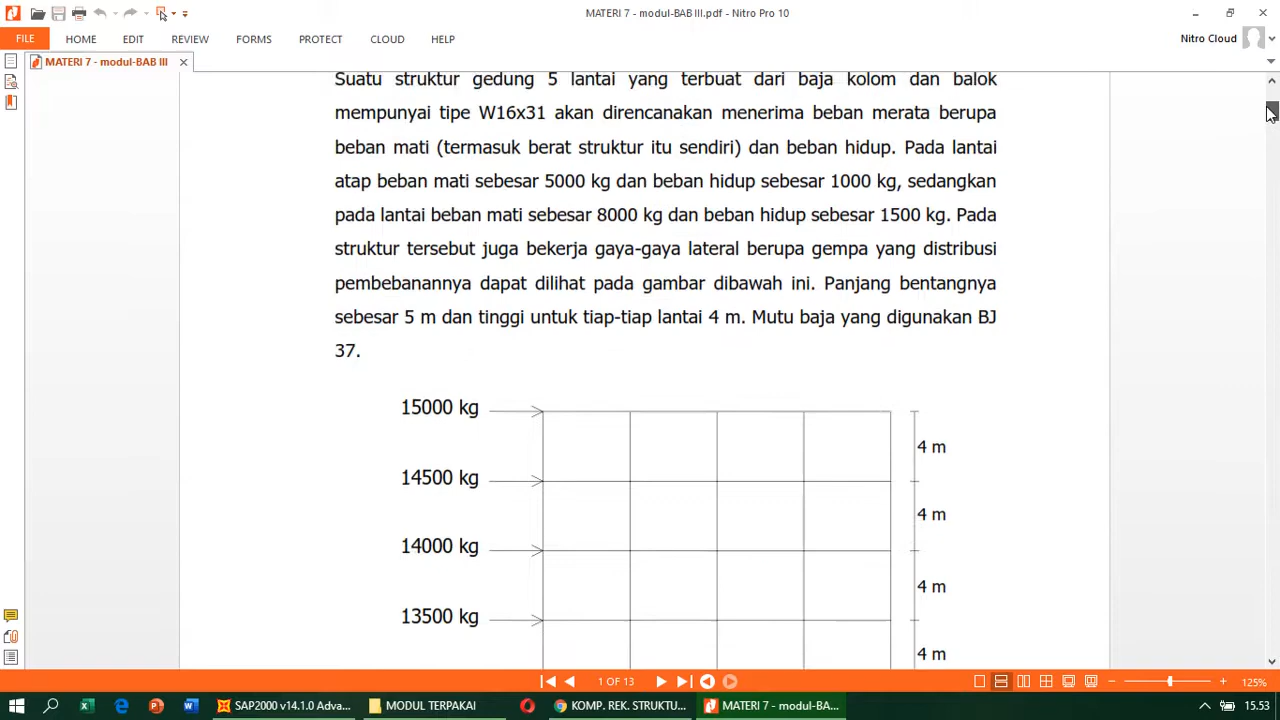 MATERI 7 - modul-BAB III.pdf - Nitro Pro 10
FILE HOME EDIT REVIEW FORMS PROTECT CLOUD HELP Nitro Cloud
MATERI 7 - modul-BAB III
Suatu struktur gedung 5 lantai yang terbuat dari baja kolom dan balok
mempunyai tipe W16x31 akan direncanakan menerima beban merata berupa
beban mati (termasuk berat struktur itu sendiri) dan beban hidup. Pada lantai
atap beban mati sebesar 5000 kg dan beban hidup sebesar 1000 kg, sedangkan
pada lantai beban mati sebesar 8000 kg dan beban hidup sebesar 1500 kg. Pada
struktur tersebut juga bekerja gaya-gaya lateral berupa gempa yang distribusi
pembebanannya dapat dilihat pada gambar dibawah ini. Panjang bentangnya
sebesar 5 m dan tinggi untuk tiap-tiap lantai 4 m. Mutu baja yang digunakan BJ
37.
15000 kg
4 m
14500 kg
4 m
14000 kg
4 m
13500 kg
4 m
1 OF 13
125%
SAP2000 v14.1.0 Adva... MODUL TERPAKAI KOMP. REK. STRUKTU... MATERI 7 - modul-BA... 15.53